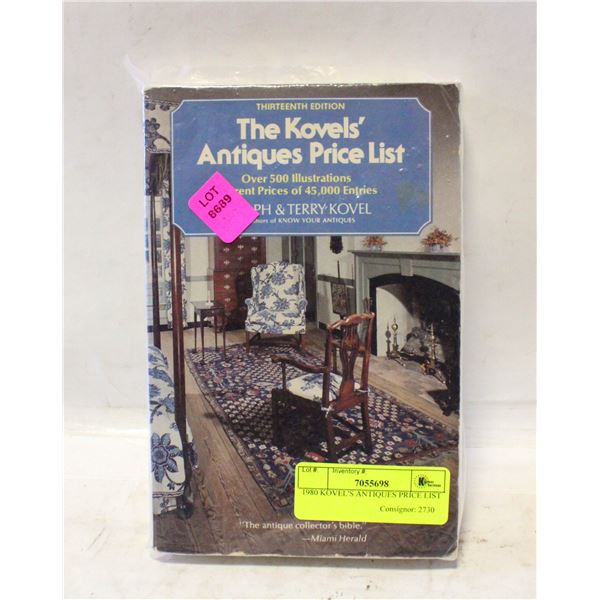 THIRTEENTH EDITION
The Kovels'
Antiques Price List
Over 500 Illustrations
rent Prices of 45,000 Entries
PH & TERRY KOVEL
hors of KNOW YOUR ANTIQUES
LOT
8689
Lot #: Inventory #:
7055698
1980 KOVEL'S ANTIQUES PRICE LIST
Consignor: 2730
"The antique collector's bible."
—Miami Herald